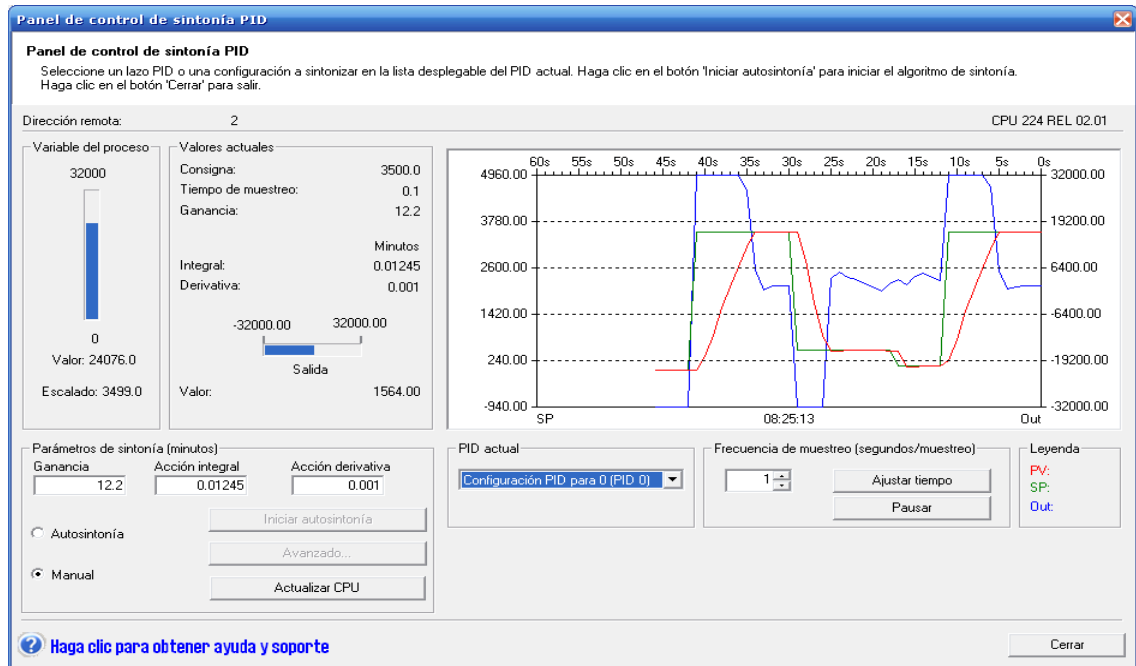 Panel de control de sintonía PID
Panel de control de sintonía PID
Seleccione un lazo PID o una configuración a sintonizar en la lista desplegable del PID actual. Haga clic en el botón 'Iniciar autosintonía' para iniciar el algoritmo de sintonía.
Haga clic en el botón 'Cerrar' para salir.
Dirección remota: 2 CPU 224 REL 02.01
Variable del proceso
32000
0
Valor: 24076.0
Escalado: 3499.0
Valores actuales
Consigna: 3500.0
Tiempo de muestreo: 0.1
Ganancia: 12.2
Minutos
Integral: 0.01245
Derivativa: 0.001
-32000.00 32000.00
Salida
Valor: 1564.00
60s 55s 50s 45s 40s 35s 30s 25s 20s 15s 10s 5s 0s
4960.00 32000.00
3780.00 19200.00
2600.00 6400.00
1420.00 -6400.00
240.00 -19200.00
-940.00 -32000.00
SP 08:25:13 Out
Parámetros de sintonía (minutos)
Ganancia Acción integral Acción derivativa
12.2 0.01245 0.001
Autosintonía
Manual
Iniciar autosintonía
Avanzado...
Actualizar CPU
PID actual
Configuración PID para 0 (PID 0)
Frecuencia de muestreo (segundos/muestreo)
1
Ajustar tiempo
Pausar
Leyenda
PV:
SP:
Out:
Haga clic para obtener ayuda y soporte
Cerrar